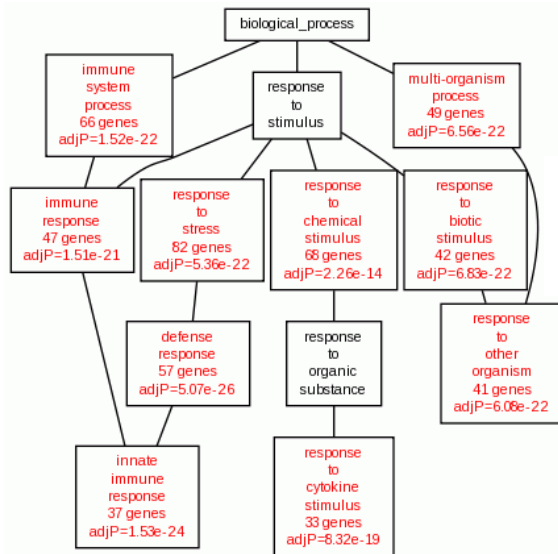 biological_process
immune
system
process
66 genes
adjP=1.52e-22
response
to
stimulus
multi-organism
process
49 genes
adjP=6.56e-22
immune
response
47 genes
adjP=1.51e-21
response
to
stress
82 genes
adjP=5.36e-22
response
to
chemical
stimulus
68 genes
adjP=2.26e-14
response
to
biotic
stimulus
42 genes
adjP=6.83e-22
defense
response
57 genes
adjP=5.07e-26
response
to
organic
substance
response
to
other
organism
41 genes
adjP=6.08e-22
innate
immune
response
37 genes
adjP=1.53e-24
response
to
cytokine
stimulus
33 genes
adjP=8.32e-19